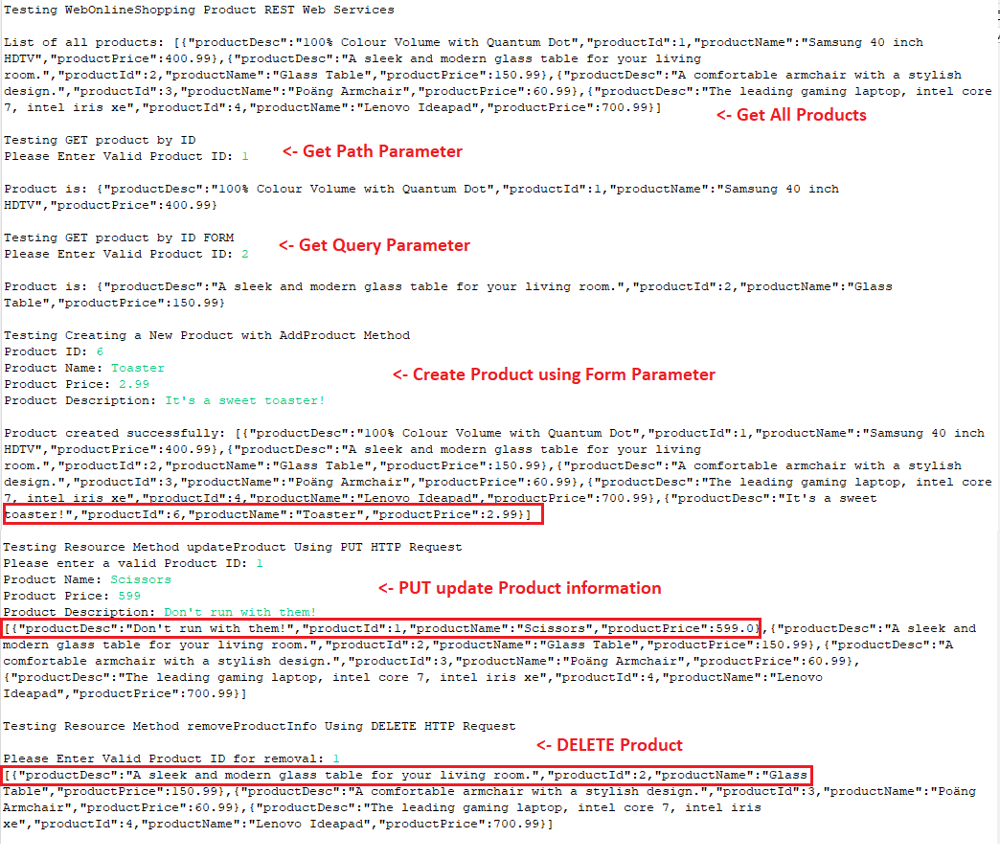 Testing WebOnlineShopping Product REST Web Services
List of all products: [{"productDesc":"100% Colour Volume with Quantum Dot","productId":1,"productName":"Samsung 40 inch
HDTV","productPrice":400.99},{"productDesc":"A sleek and modern glass table for your living
room.","productId":2,"productName":"Glass Table","productPrice":150.99},{"productDesc":"A comfortable armchair with a stylish
design.","productId":3,"productName":"Poäng Armchair","productPrice":60.99},{"productDesc":"The leading gaming laptop, intel core
7, intel iris xe","productId":4,"productName":"Lenovo Ideapad","productPrice":700.99}]
<- Get All Products
Testing GET product by ID
Please Enter Valid Product ID: 1
<- Get Path Parameter
Product is: {"productDesc":"100% Colour Volume with Quantum Dot","productId":1,"productName":"Samsung 40 inch
HDTV","productPrice":400.99}
Testing GET product by ID FORM
<- Get Query Parameter
Please Enter Valid Product ID: 2
Product is: {"productDesc":"A sleek and modern glass table for your living room.","productId":2,"productName":"Glass
Table","productPrice":150.99}
Testing Creating a New Product with AddProduct Method
Product ID: 6
Product Name: Toaster
<- Create Product using Form Parameter
Product Price: 2.99
Product Description: It's a sweet toaster!
Product created successfully: [{"productDesc":"100% Colour Volume with Quantum Dot","productId":1,"productName":"Samsung 40 inch
HDTV","productPrice":400.99},{"productDesc":"A sleek and modern glass table for your living
room.","productId":2,"productName":"Glass Table","productPrice":150.99},{"productDesc":"A comfortable armchair with a stylish
design.","productId":3,"productName":"Poäng Armchair","productPrice":60.99},{"productDesc":"The leading gaming laptop, intel core
7, intel iris xe","productId":4,"productName":"Lenovo Ideapad","productPrice":700.99},{"productDesc":"It's a sweet
toaster!","productId":6,"productName":"Toaster","productPrice":2.99}]
Testing Resource Method updateProduct Using PUT HTTP Request
Please enter a valid Product ID: 1
Product Name: Scissors
<- PUT update Product information
Product Price: 599
Product Description: Don't run with them!
[{"productDesc":"Don't run with them!","productId":1,"productName":"Scissors","productPrice":599.0},{"productDesc":"A sleek and
modern glass table for your living room.","productId":2,"productName":"Glass Table","productPrice":150.99},{"productDesc":"A
comfortable armchair with a stylish design.","productId":3,"productName":"Poäng Armchair","productPrice":60.99},
{"productDesc":"The leading gaming laptop, intel core 7, intel iris xe","productId":4,"productName":"Lenovo
Ideapad","productPrice":700.99}]
Testing Resource Method removeProductInfo Using DELETE HTTP Request
<- DELETE Product
Please Enter Valid Product ID for removal: 1
[{"productDesc":"A sleek and modern glass table for your living room.","productId":2,"productName":"Glass
Table","productPrice":150.99},{"productDesc":"A comfortable armchair with a stylish design.","productId":3,"productName":"Poäng
Armchair","productPrice":60.99},{"productDesc":"The leading gaming laptop, intel core 7, intel iris
xe","productId":4,"productName":"Lenovo Ideapad","productPrice":700.99}]